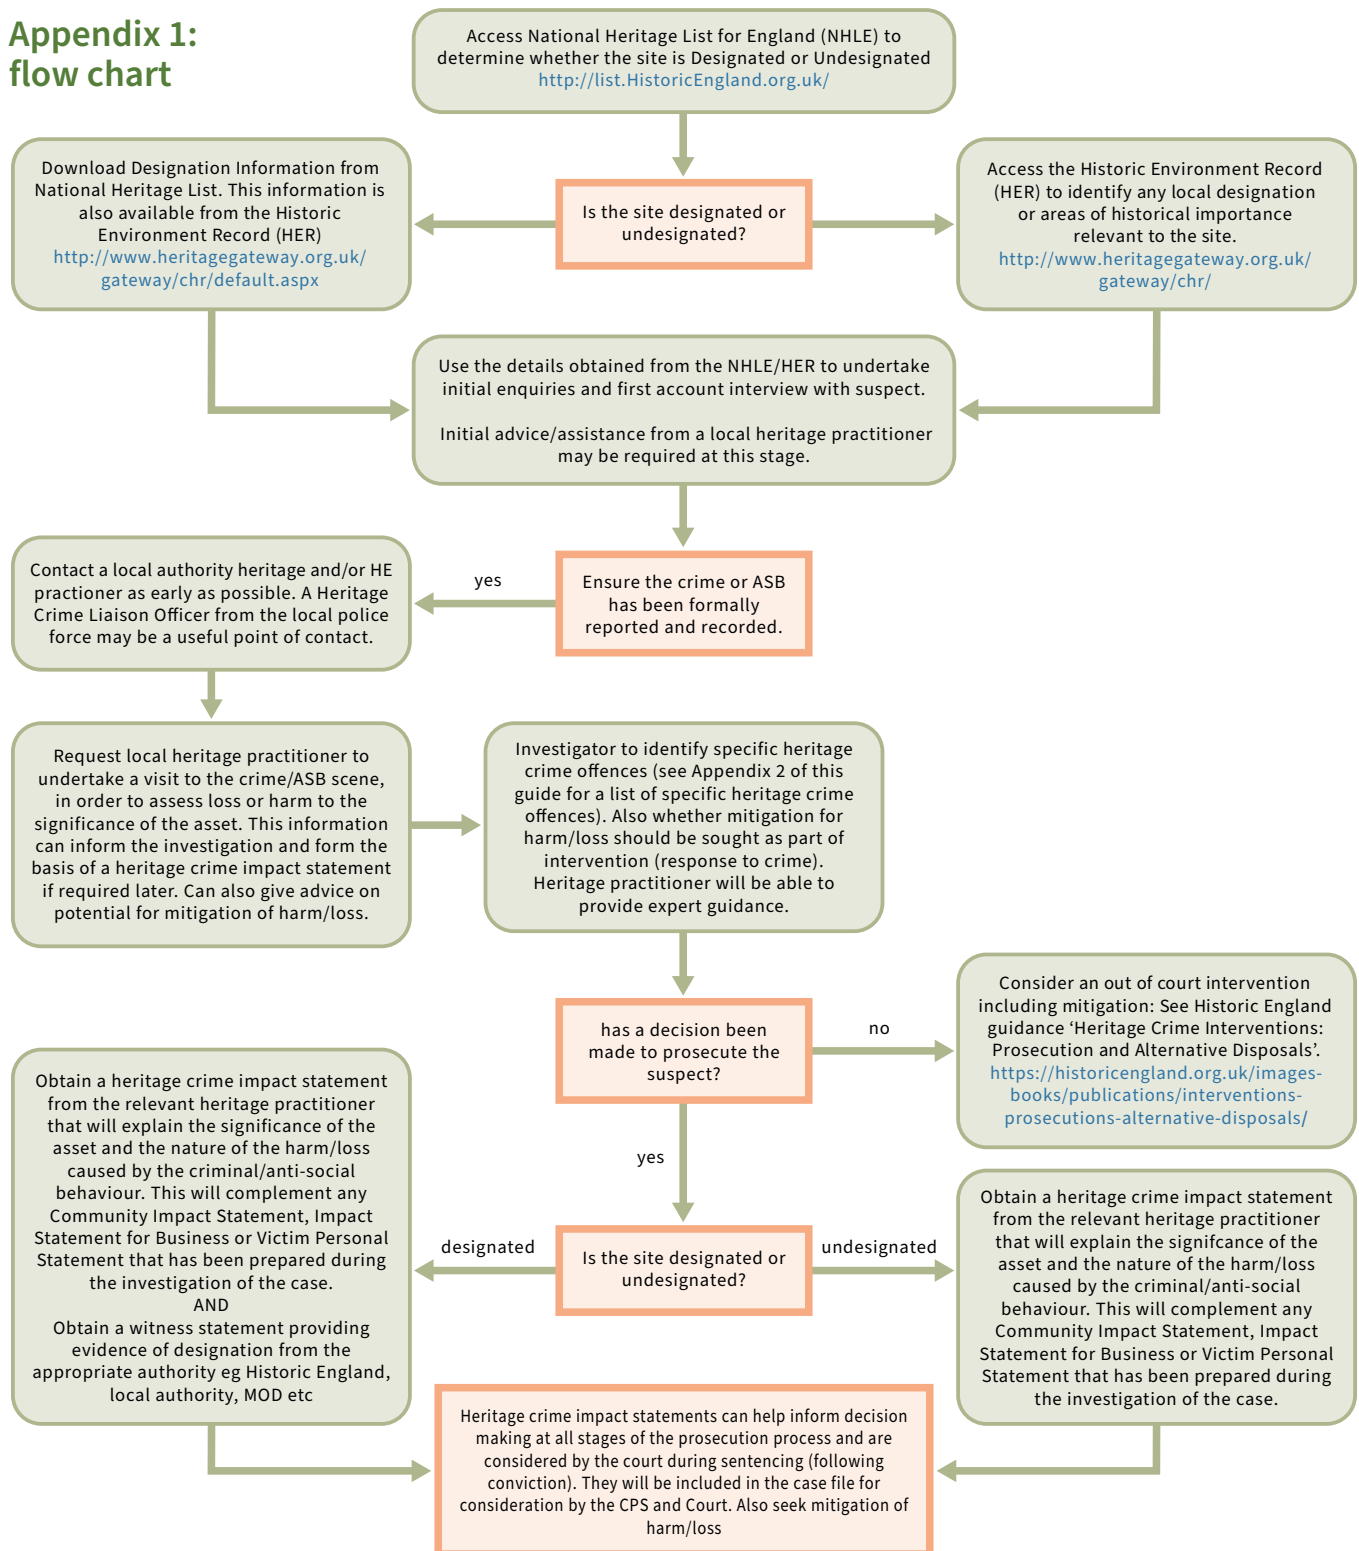 Appendix 1:
flow chart
Access National Heritage List for England (NHLE) to
determine whether the site is Designated or Undesignated
http://list.HistoricEngland.org.uk/
Download Designation Information from
National Heritage List. This information is
also available from the Historic
Environment Record (HER)
http://www.heritagegateway.org.uk/
gateway/chr/default.aspx
Is the site designated or
undesignated?
Access the Historic Environment Record
(HER) to identify any local designation
or areas of historical importance
relevant to the site.
http://www.heritagegateway.org.uk/
gateway/chr/
Use the details obtained from the NHLE/HER to undertake
initial enquiries and first account interview with suspect.
Initial advice/assistance from a local heritage practitioner
may be required at this stage.
Ensure the crime or ASB
has been formally
reported and recorded.
yes
Contact a local authority heritage and/or HE
practioner as early as possible. A Heritage
Crime Liaison Officer from the local police
force may be a useful point of contact.
Request local heritage practitioner to
undertake a visit to the crime/ASB scene,
in order to assess loss or harm to the
significance of the asset. This information
can inform the investigation and form the
basis of a heritage crime impact statement
if required later. Can also give advice on
potential for mitigation of harm/loss.
Investigator to identify specific heritage
crime offences (see Appendix 2 of this
guide for a list of specific heritage crime
offences). Also whether mitigation for
harm/loss should be sought as part of
intervention (response to crime).
Heritage practitioner will be able to
provide expert guidance.
has a decision been
made to prosecute the
suspect?
no
Consider an out of court intervention
including mitigation: See Historic England
guidance ‘Heritage Crime Interventions:
Prosecution and Alternative Disposals’.
https://historicengland.org.uk/images-
books/publications/interventions-
prosecutions-alternative-disposals/
yes
Is the site designated or
undesignated?
designated
Obtain a heritage crime impact statement
from the relevant heritage practitioner
that will explain the significance of the
asset and the nature of the harm/loss
caused by the criminal/anti-social
behaviour. This will complement any
Community Impact Statement, Impact
Statement for Business or Victim Personal
Statement that has been prepared during
the investigation of the case.
AND
Obtain a witness statement providing
evidence of designation from the
appropriate authority eg Historic England,
local authority, MOD etc
undesignated
Obtain a heritage crime impact statement
from the relevant heritage practitioner
that will explain the signifcance of the
asset and the nature of the harm/loss
caused by the criminal/anti-social
behaviour. This will complement any
Community Impact Statement, Impact
Statement for Business or Victim Personal
Statement that has been prepared during
the investigation of the case.
Heritage crime impact statements can help inform decision
making at all stages of the prosecution process and are
considered by the court during sentencing (following
conviction). They will be included in the case file for
consideration by the CPS and Court. Also seek mitigation of
harm/loss